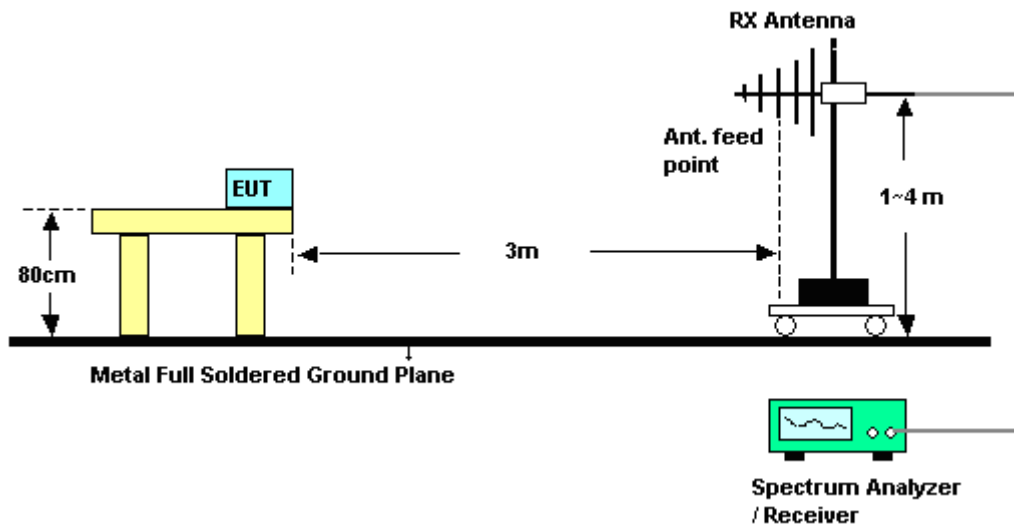 RX Antenna
Ant. feed
point
EUT
1~4 m
3m
80cm
Metal Full Soldered Ground Plane
Spectrum Analyzer
/ Receiver